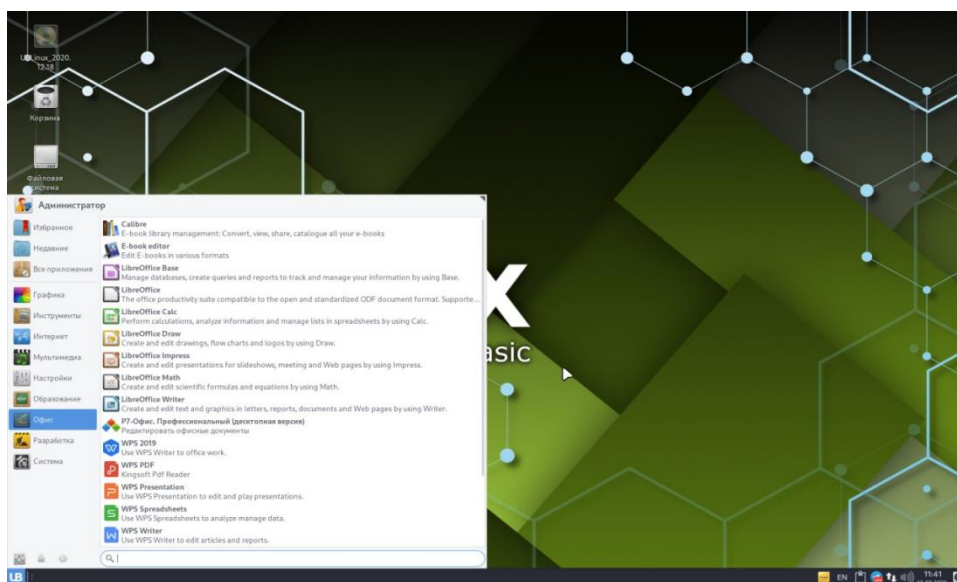 UBLinux_2020.
12.18
Корзина
Файловая
система
Администратор
Избранное
Недавние
Все приложения
Графика
Инструменты
Интернет
Мультимедиа
Настройки
Образование
Офис
Разработка
Система
Calibre
E-book library management: Convert, view, share, catalogue all your e-books
E-book editor
Edit E-books in various formats
LibreOffice Base
Manage databases, create queries and reports to track and manage your information by using Base.
LibreOffice
The office productivity suite compatible to the open and standardized ODF document format. Supporte...
LibreOffice Calc
Perform calculations, analyze information and manage lists in spreadsheets by using Calc.
LibreOffice Draw
Create and edit drawings, flow charts and logos by using Draw.
LibreOffice Impress
Create and edit presentations for slideshows, meeting and Web pages by using Impress.
LibreOffice Math
Create and edit scientific formulas and equations by using Math.
LibreOffice Writer
Create and edit text and graphics in letters, reports, documents and Web pages by using Writer.
Р7-Офис. Профессиональный (десктопная версия)
Редактировать офисные документы
WPS 2019
Use WPS Writer to office work.
WPS PDF
Kingsoft Pdf Reader
WPS Presentation
Use WPS Presentation to edit and play presentations.
WPS Spreadsheets
Use WPS Spreadsheets to analyze manage data.
WPS Writer
Use WPS Writer to edit articles and reports.
x
asic
UB
EN
11:41